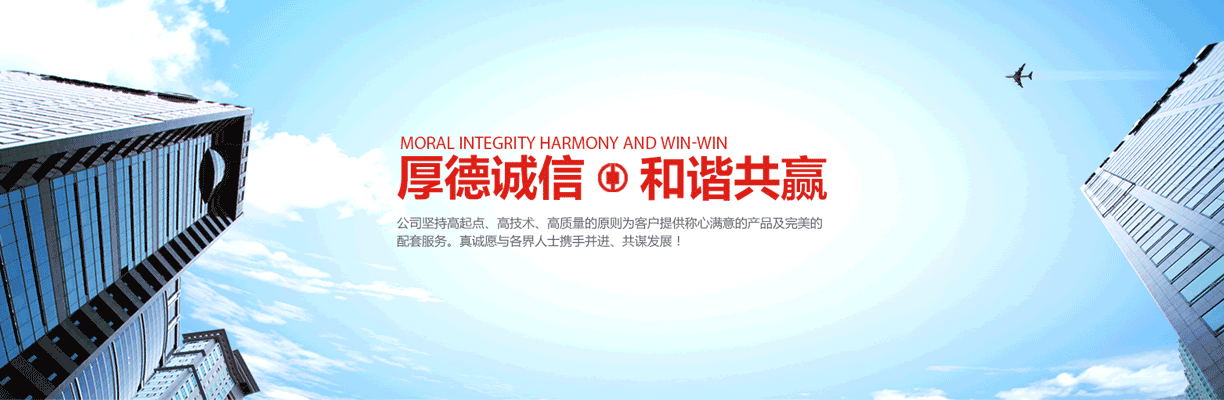 MORAL INTEGRITY HARMONY AND WIN-WIN
厚德诚信 和谐共赢
公司坚持高起点、高技术、高质量的原则为客户提供称心满意的产品及完美的
配套服务。真诚愿与各界人士携手并进、共谋发展！